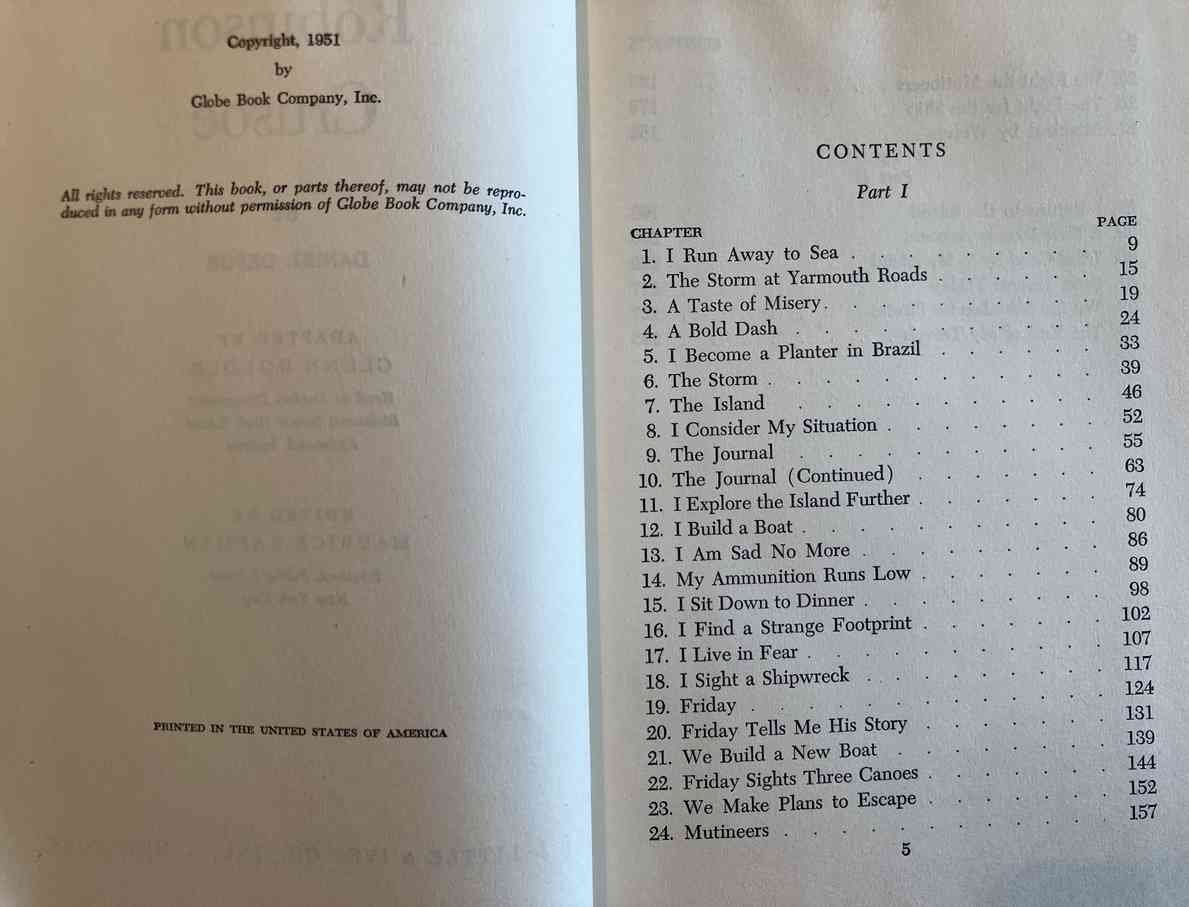 Copyright, 1951
by
Globe Book Company, Inc.
All rights reserved. This book, or parts thereof, may not be repro-
duced in any form without permission of Globe Book Company, Inc.
PRINTED IN THE UNITED STATES OF AMERICA
CONTENTS
Part I
CHAPTER PAGE
1. I Run Away to Sea . . . . . . . . . 9
2. The Storm at Yarmouth Roads . . . . . . 15
3. A Taste of Misery . . . . . . . . . . 19
4. A Bold Dash . . . . . . . . . . . 24
5. I Become a Planter in Brazil . . . . . . 33
6. The Storm . . . . . . . . . . . . 39
7. The Island . . . . . . . . . . . 46
8. I Consider My Situation . . . . . . . . 52
9. The Journal . . . . . . . . . . . 55
10. The Journal (Continued) . . . . . . . 63
11. I Explore the Island Further . . . . . . . 74
12. I Build a Boat . . . . . . . . . . . 80
13. I Am Sad No More . . . . . . . . . 86
14. My Ammunition Runs Low . . . . . . . 89
15. I Sit Down to Dinner . . . . . . . . . 98
16. I Find a Strange Footprint . . . . . . . 102
17. I Live in Fear . . . . . . . . . . . 107
18. I Sight a Shipwreck . . . . . . . . . 117
19. Friday . . . . . . . . . . . . . 124
20. Friday Tells Me His Story . . . . . . . 131
21. We Build a New Boat . . . . . . . . 139
22. Friday Sights Three Canoes . . . . . . . 144
23. We Make Plans to Escape . . . . . . . 152
24. Mutineers . . . . . . . . . . . . 157
5